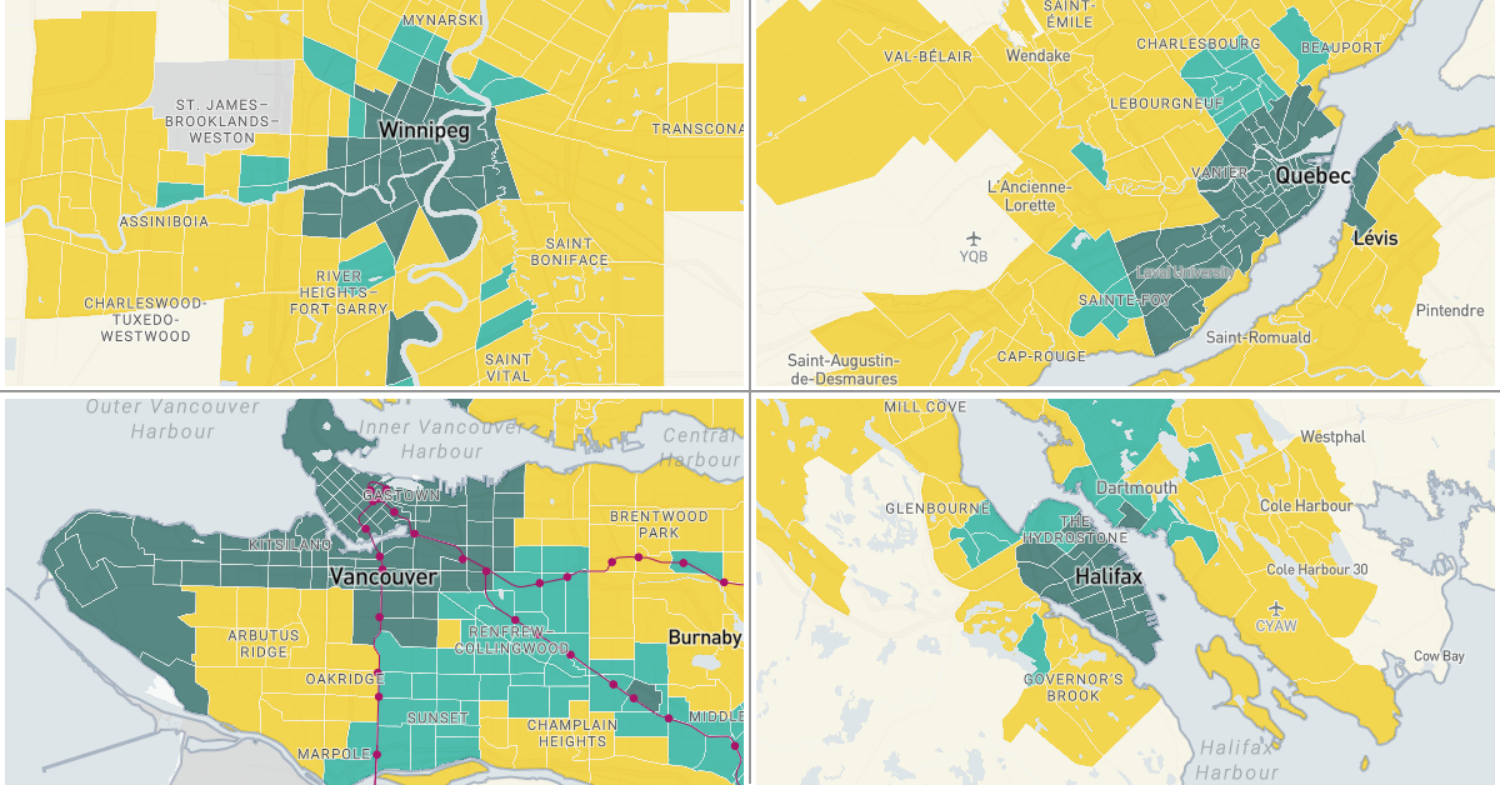 MYNARSKI
ST. JAMES–
BROOKLANDS–
WESTON
Winnipeg
TRANSCONA
ASSINIBOIA
SAINT
BONIFACE
RIVER
HEIGHTS–
FORT GARRY
CHARLESWOOD-
TUXEDO-
WESTWOOD
SAINT
VITAL
SAINT-
ÉMILE
CHARLESBOURG
BEAUPORT
VAL-BÉLAIR
Wendake
LEBOURGNEUF
VANIER
Quebec
L'Ancienne-
Lorette
YQB
Lévis
Laval University
SAINTE-FOY
Pintendre
Saint-Romuald
CAP-ROUGE
Saint-Augustin-
de-Desmaures
Outer Vancouver
Harbour
Inner Vancouver
Harbour
Central
Harbour
GASTOWN
BRENTWOOD
PARK
KITSILANO
Vancouver
ARBUTUS
RIDGE
RENFREW–
COLLINGWOOD
Burnaby
OAKRIDGE
SUNSET
CHAMPLAIN
HEIGHTS
MIDDLE
MARPOLE
MILL COVE
Westphal
Dartmouth
GLENBOURNE
Cole Harbour
THE
HYDROSTONE
Halifax
Cole Harbour 30
CYAW
Cow Bay
GOVERNOR'S
BROOK
Halifax
Harbour